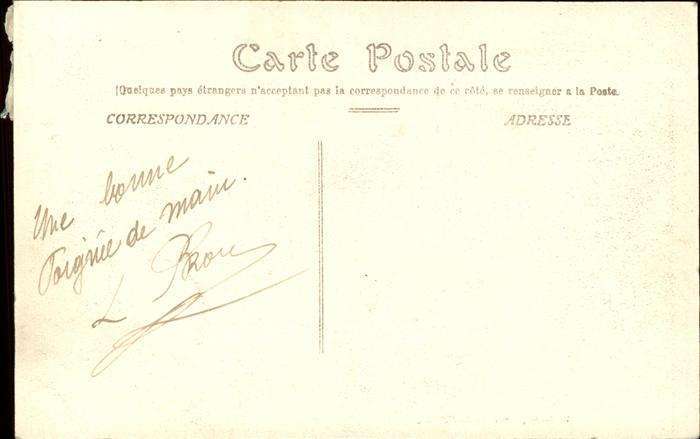 Carte Postale
(Quelques pays étrangers n'acceptant pas la correspondance de ce côté, se renseigner a la Poste.
CORRESPONDANCE
ADRESSE
Une bonne
Poignée de main.
L